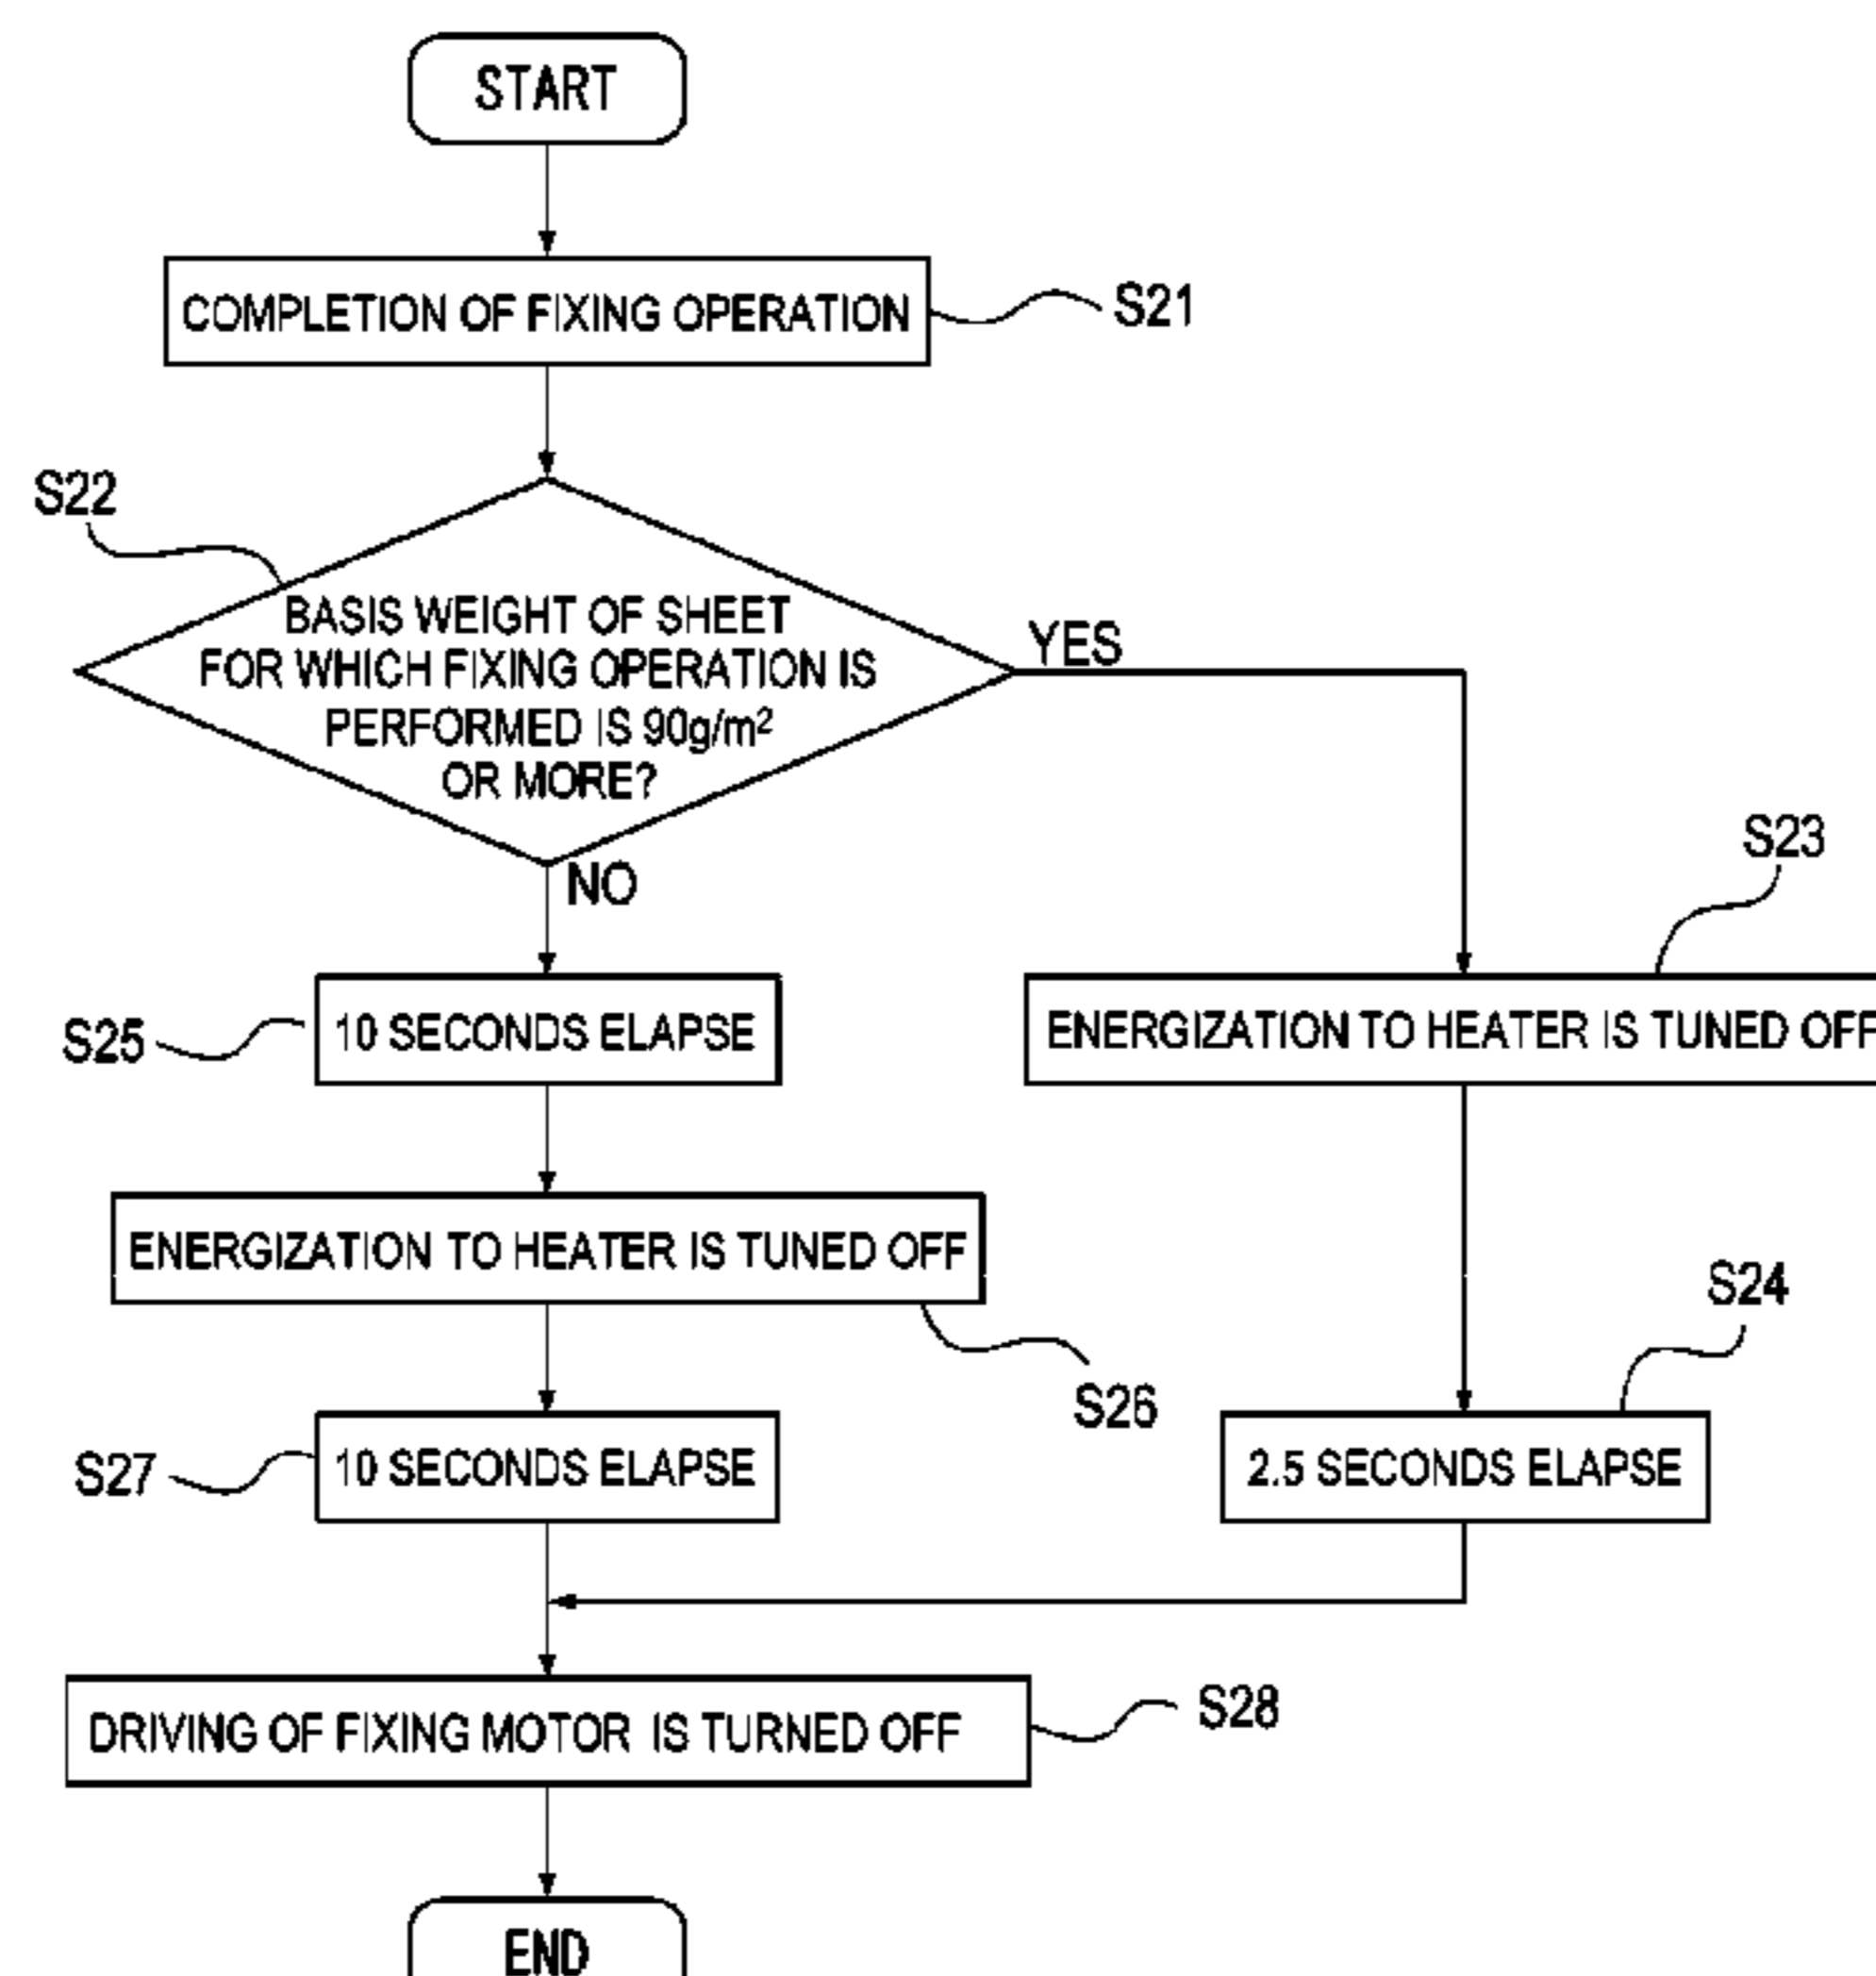 START
COMPLETION OF FIXING OPERATION
S21
S22
BASIS WEIGHT OF SHEET
FOR WHICH FIXING OPERATION IS
PERFORMED IS 90g/m²
OR MORE?
YES
NO
S23
S25
10 SECONDS ELAPSE
ENERGIZATION TO HEATER IS TUNED OFF
ENERGIZATION TO HEATER IS TUNED OFF
S26
S24
S27
10 SECONDS ELAPSE
2.5 SECONDS ELAPSE
DRIVING OF FIXING MOTOR IS TURNED OFF
S28
END